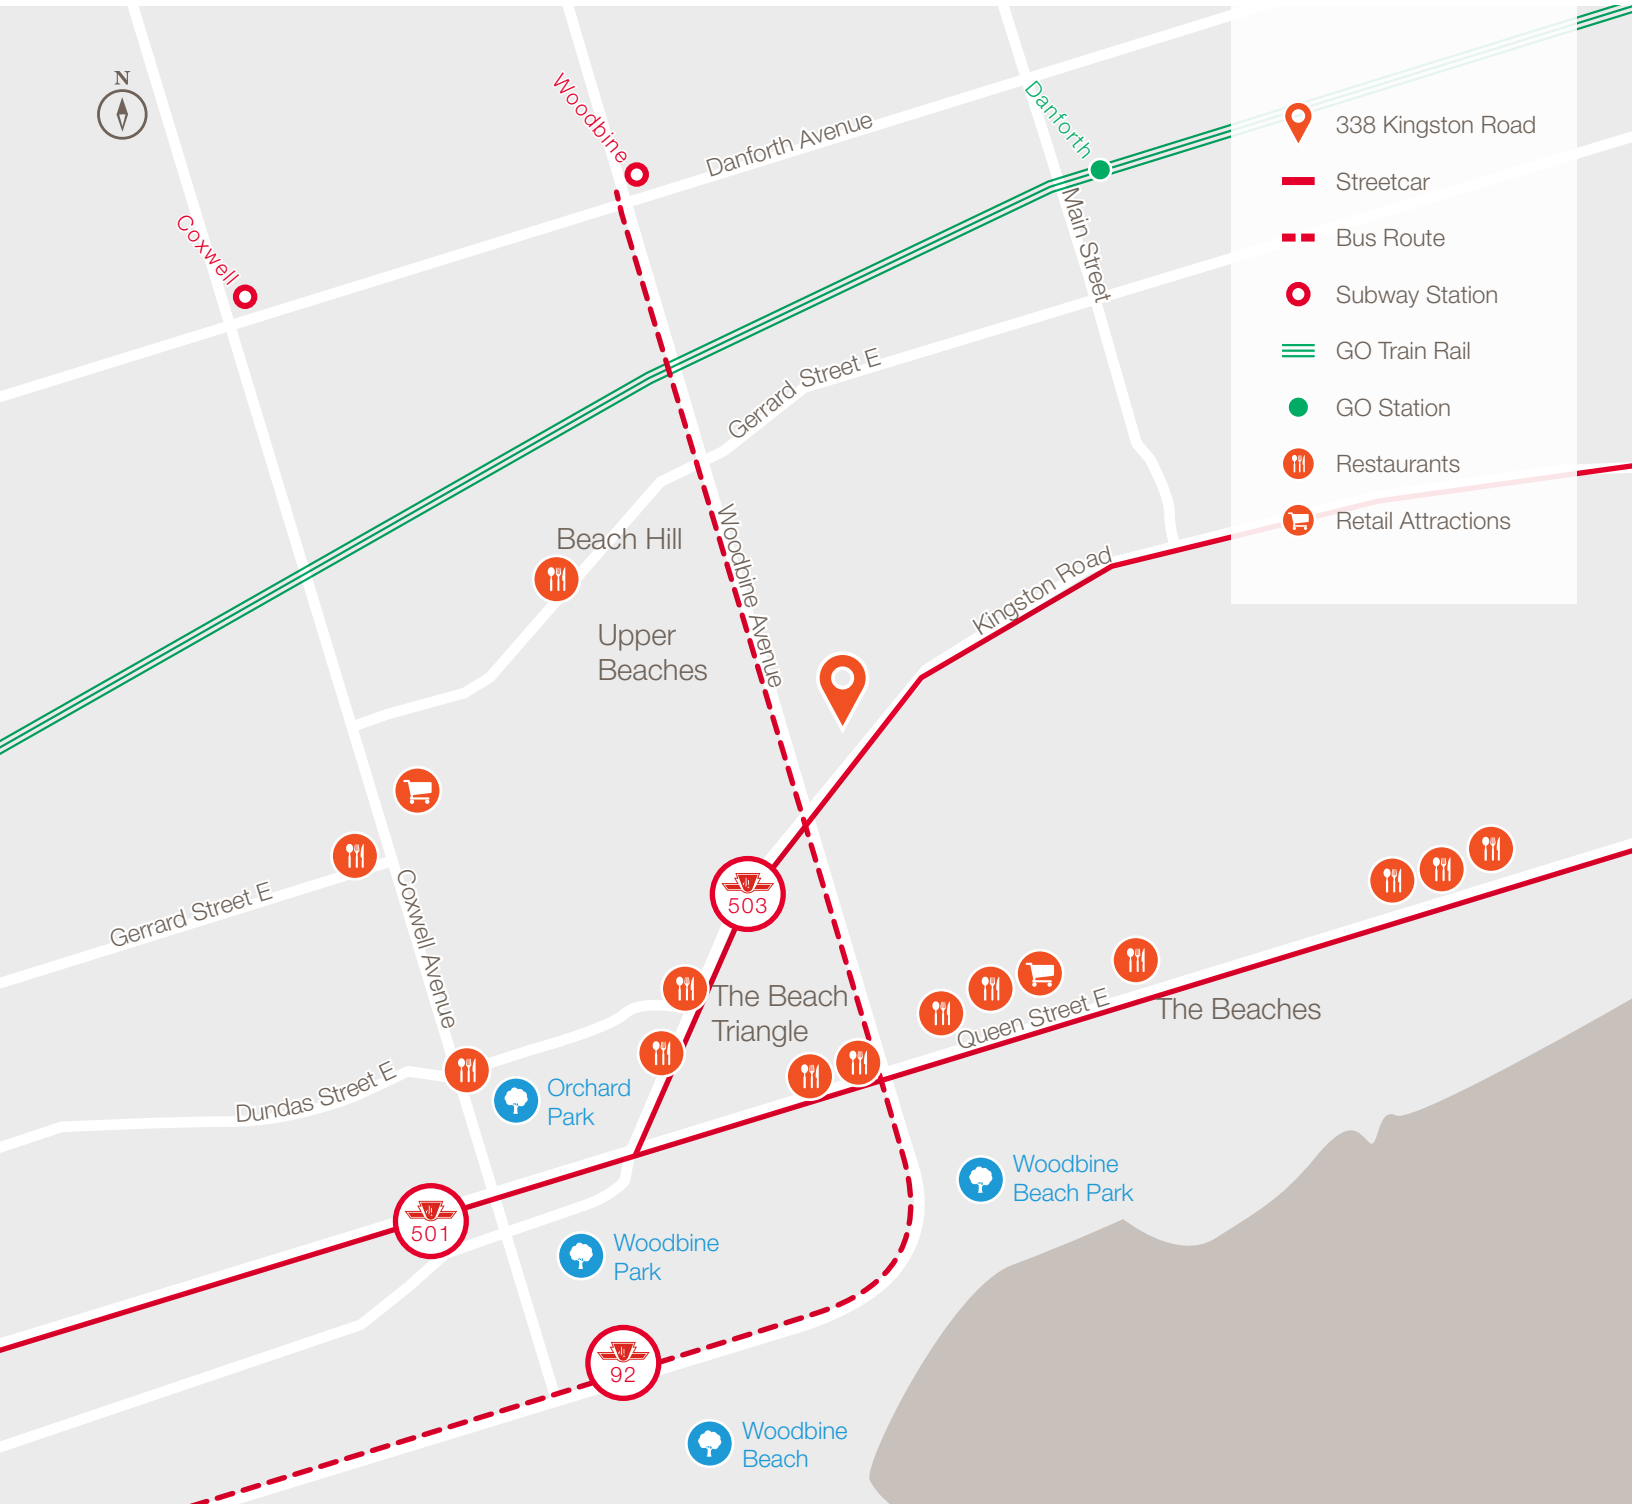 N
Woodbine
Danforth Avenue
Danforth
Coxwell
Main Street
Gerrard Street E
Beach Hill
Woodbine Avenue
Upper
Beaches
Kingston Road
338 Kingston Road
Streetcar
Bus Route
Subway Station
GO Train Rail
GO Station
Restaurants
Retail Attractions
Gerrard Street E
Coxwell Avenue
503
The Beach
Triangle
Queen Street E
The Beaches
Dundas Street E
Orchard
Park
Woodbine
Beach Park
501
Woodbine
Park
92
Woodbine
Beach